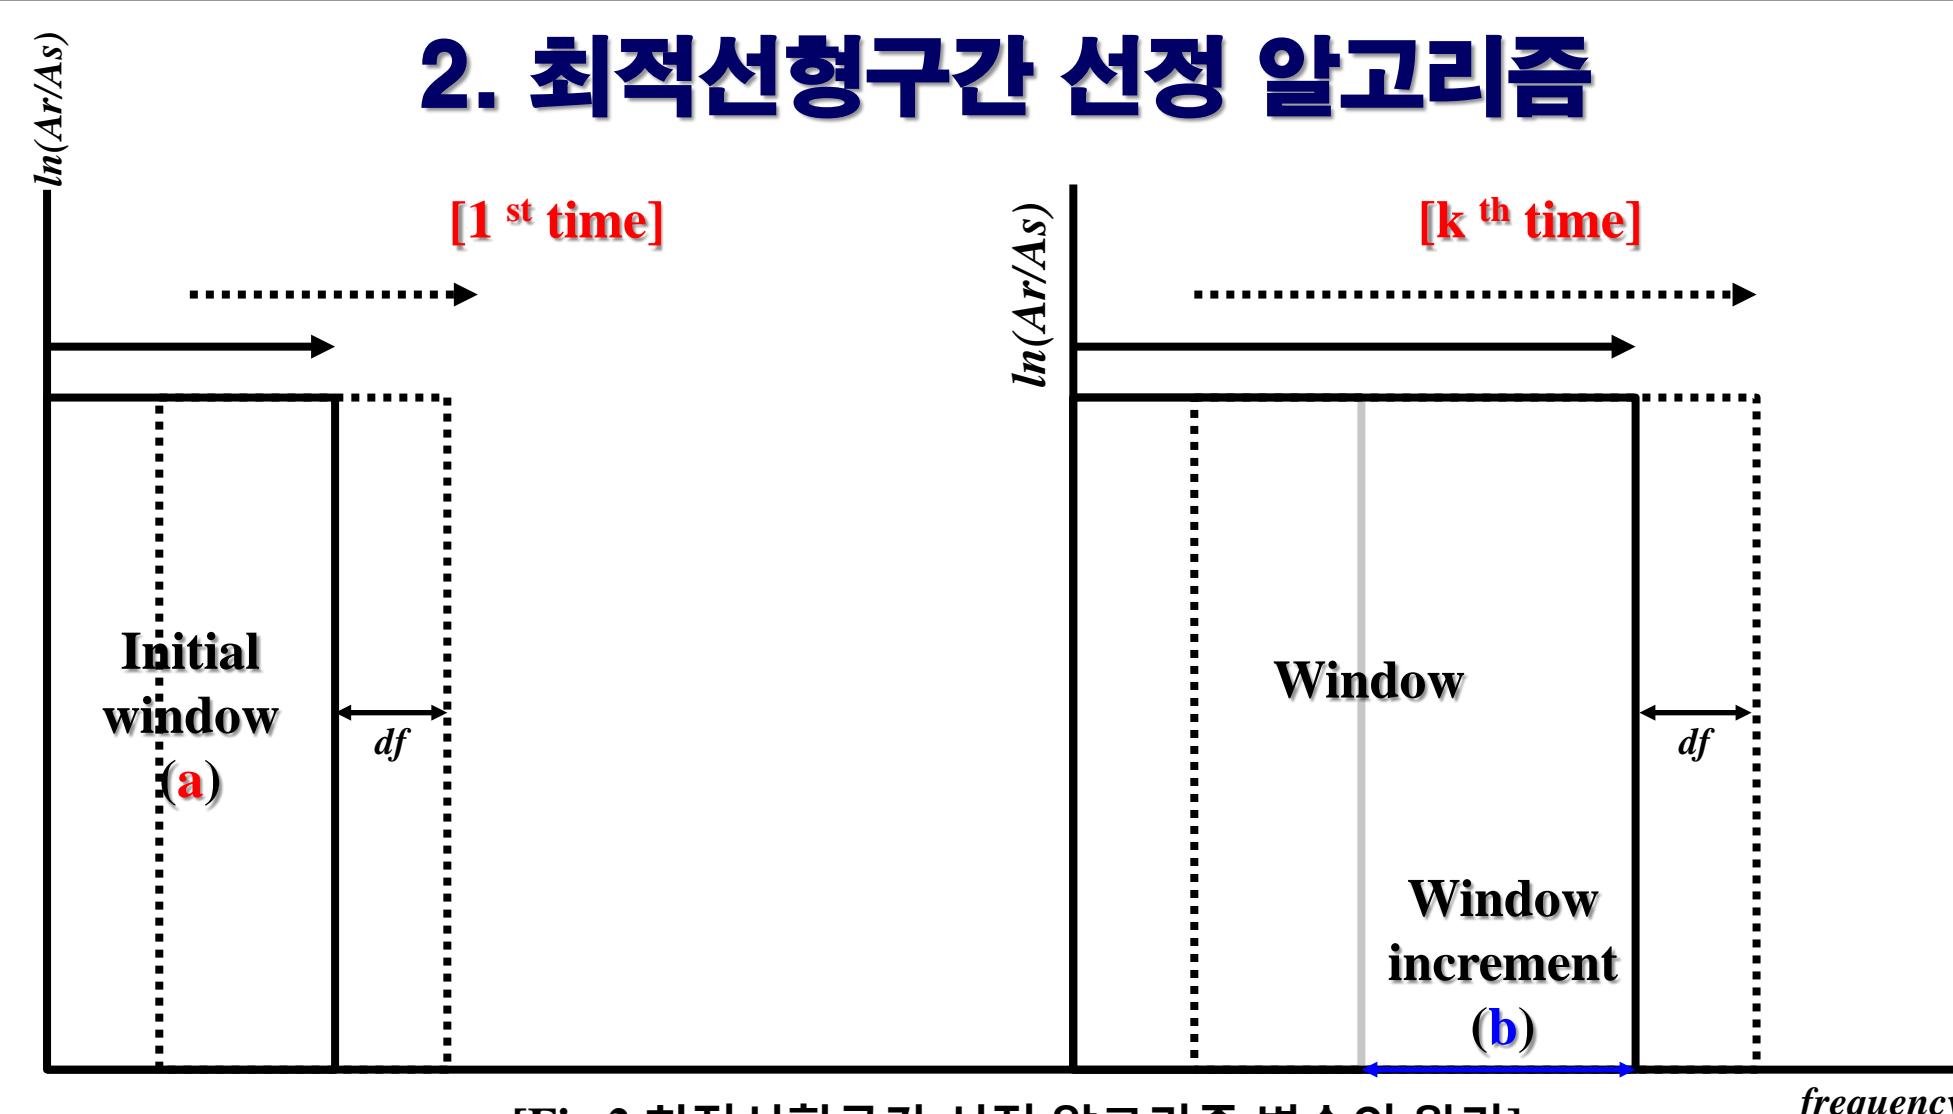 2. 최적선형구간 선정 알고리즘
ln(Ar/As)
[1 st time]
Initial
window
(a)
df
ln(Ar/As)
[k th time]
Window
df
Window
increment
(b)
frequency